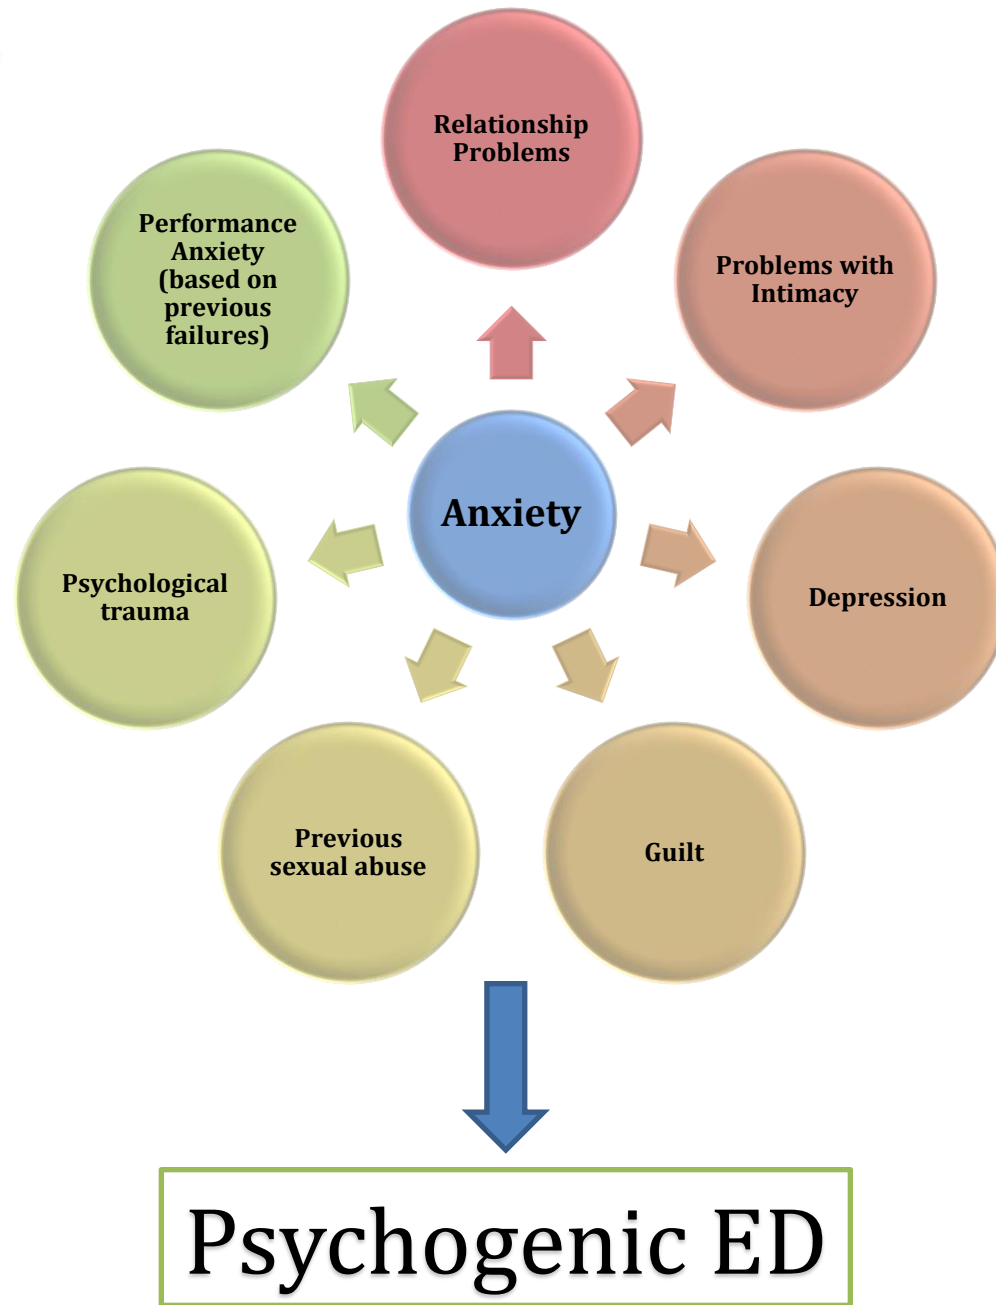 Relationship
Problems
Performance
Anxiety
(based on
previous
failures)
Problems with
Intimacy
Anxiety
Psychological
trauma
Depression
Previous
sexual abuse
Guilt
Psychogenic ED